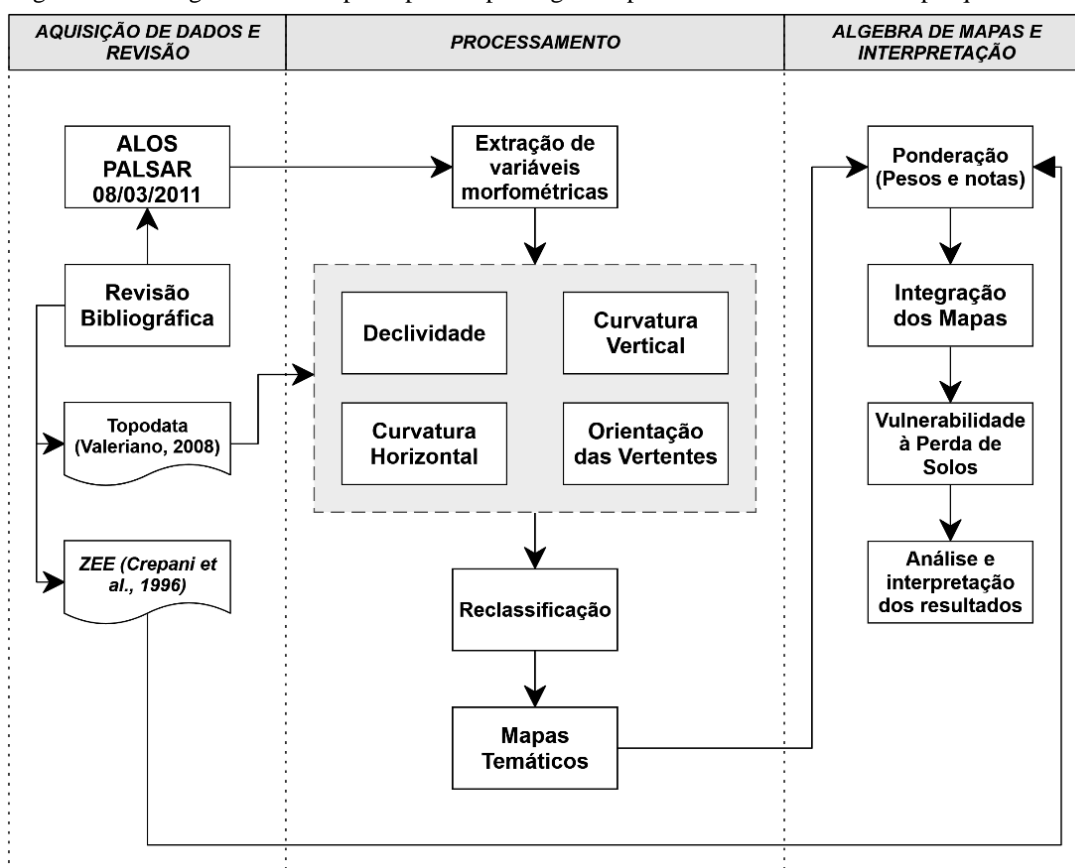 AQUISIÇÃO DE DADOS E
REVISÃO
PROCESSAMENTO
ALGEBRA DE MAPAS E
INTERPRETAÇÃO
ALOS
PALSAR
08/03/2011
Extração de
variáveis
morfométricas
Ponderação
(Pesos e notas)
Revisão
Bibliográfica
Declividade
Curvatura
Vertical
Integração
dos Mapas
Topodata
(Valeriano, 2008)
Curvatura
Horizontal
Orientação
das Vertentes
Vulnerabilidade
à Perda de
Solos
ZEE (Crepani et
al., 1996)
Reclassificação
Análise e
interpretação
dos resultados
Mapas
Temáticos